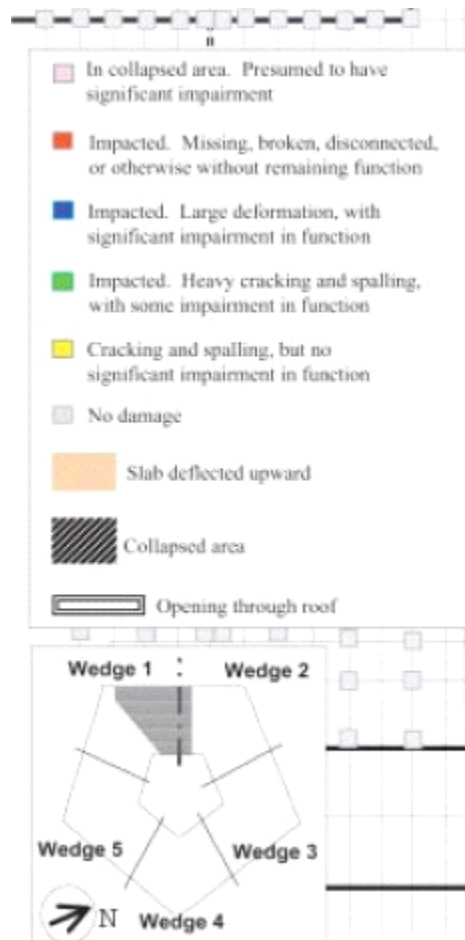 In collapsed area. Presumed to have
significant impairment
Impacted. Missing, broken, disconnected,
or otherwise without remaining function
Impacted. Large deformation, with
significant impairment in function
Impacted. Heavy cracking and spalling,
with some impairment in function
Cracking and spalling, but no
significant impairment in function
No damage
Slab deflected upward
Collapsed area
Opening through roof
Wedge 1
Wedge 2
Wedge 5
Wedge 3
N
Wedge 4